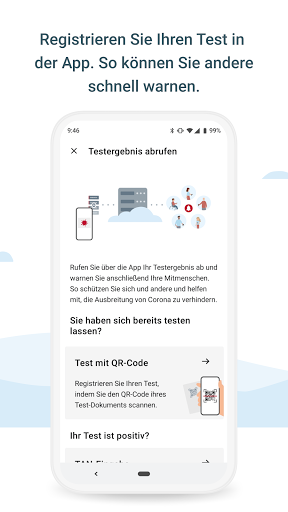 Registrieren Sie Ihren Test in
der App. So können Sie andere
schnell warnen.
9:46
99%
Testergebnis abrufen
Rufen Sie über die App Ihr Testergebnis ab und
warnen Sie anschließend Ihre Mitmenschen.
So schützen Sie sich und andere und helfen
mit, die Ausbreitung von Corona zu verhindern.
Sie haben sich bereits testen
lassen?
Test mit QR-Code
Registrieren Sie Ihren Test,
indem Sie den QR-Code ihres
Test-Dokuments scannen.
Ihr Test ist positiv?
TAN-Eingabe